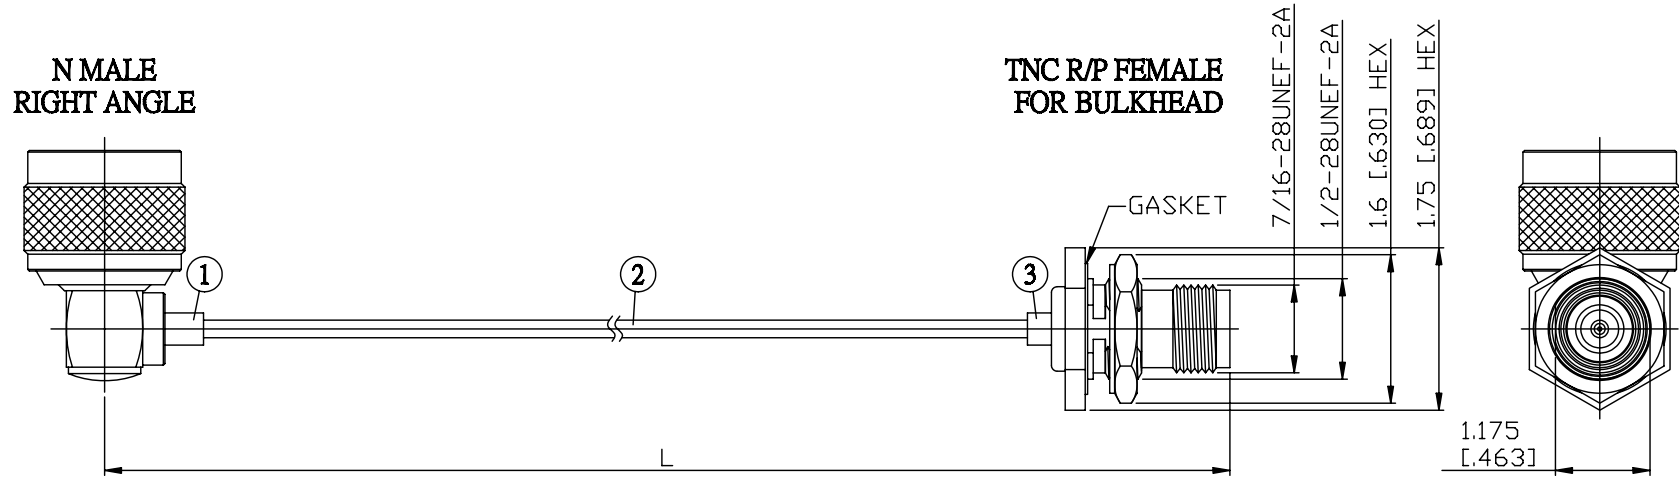 N MALE
RIGHT ANGLE
TNC R/P FEMALE
FOR BULKHEAD
7/16-28UNEF-2A
1/2-28UNEF-2A
1.6 [.630] HEX
1.75 [.689] HEX
GASKET
1
2
3
L
1.175
[.463]